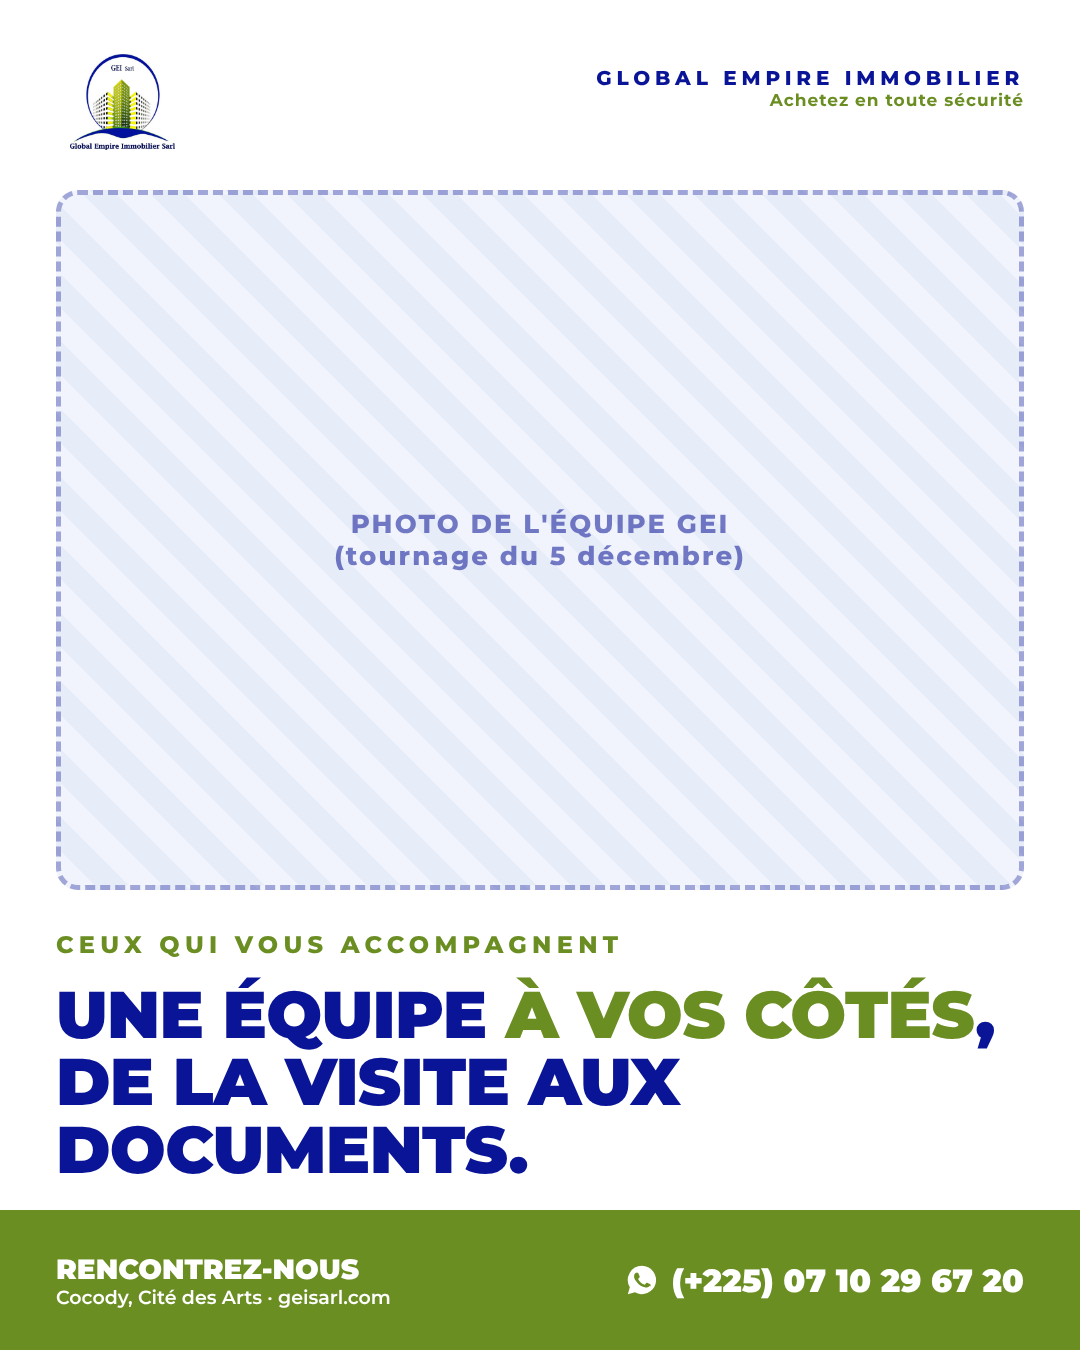 GEI Sarl
Global Empire Immobilier Sarl
GLOBAL EMPIRE IMMOBILIER
Achetez en toute sécurité
PHOTO DE L'ÉQUIPE GEI
(tournage du 5 décembre)
CEUX QUI VOUS ACCOMPAGNENT
UNE ÉQUIPE À VOS CÔTÉS,
DE LA VISITE AUX
DOCUMENTS.
RENCONTREZ-NOUS
Cocody, Cité des Arts · geisarl.com
(+225) 07 10 29 67 20